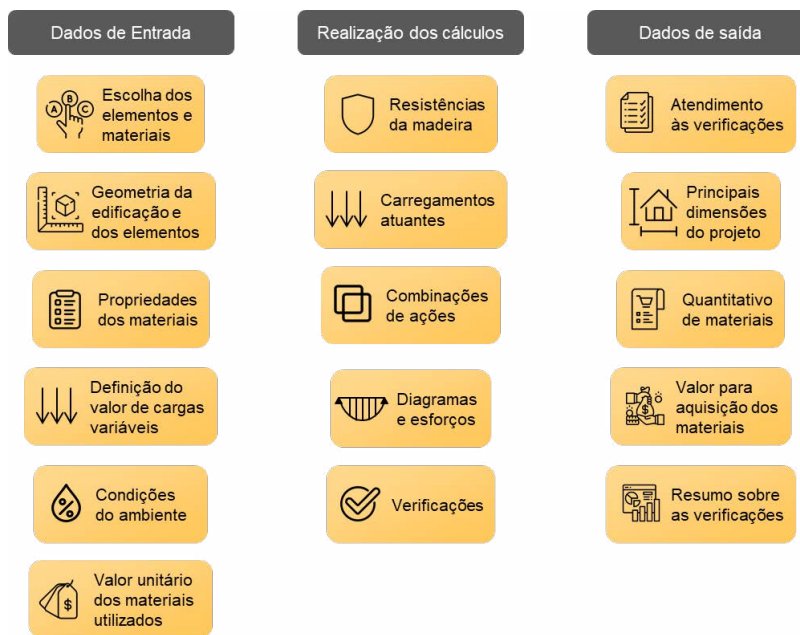 Dados de Entrada
A B C
Escolha dos
elementos e
materiais
Geometria da
edificação e
dos elementos
Propriedades
dos materiais
Definição do
valor de cargas
variáveis
%
Condições
do ambiente
$
Valor unitário
dos materiais
utilizados
Realização dos cálculos
Resistências
da madeira
Carregamentos
atuantes
Combinações
de ações
Diagramas
e esforços
Verificações
Dados de saída
Atendimento
às verificações
Principais
dimensões
do projeto
Quantitativo
de materiais
$
Valor para
aquisição dos
materiais
Resumo sobre
as verificações